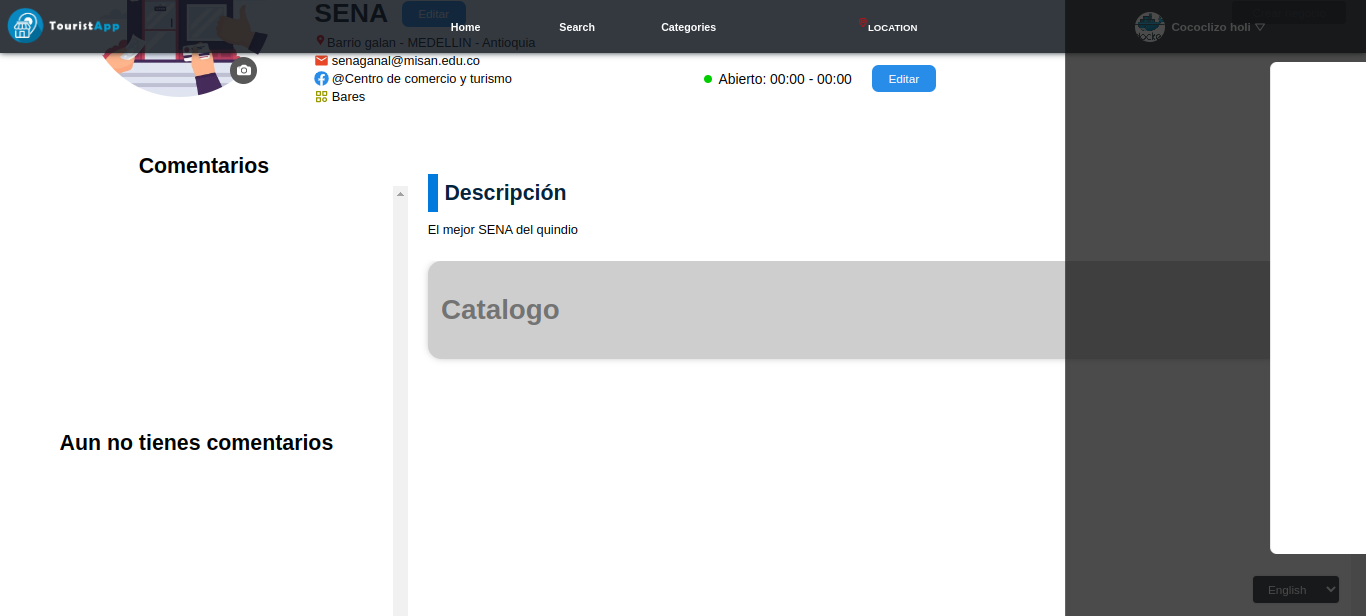 SENA
Editar
TouristApp
Home
Search
Categories
LOCATION
Cococlizo holi
Barrio galan - MEDELLIN - Antioquia
senaganal@misan.edu.co
@Centro de comercio y turismo
Abierto: 00:00 - 00:00
Editar
Bares
Comentarios
Descripción
El mejor SENA del quindio
Catalogo
Aun no tienes comentarios
English